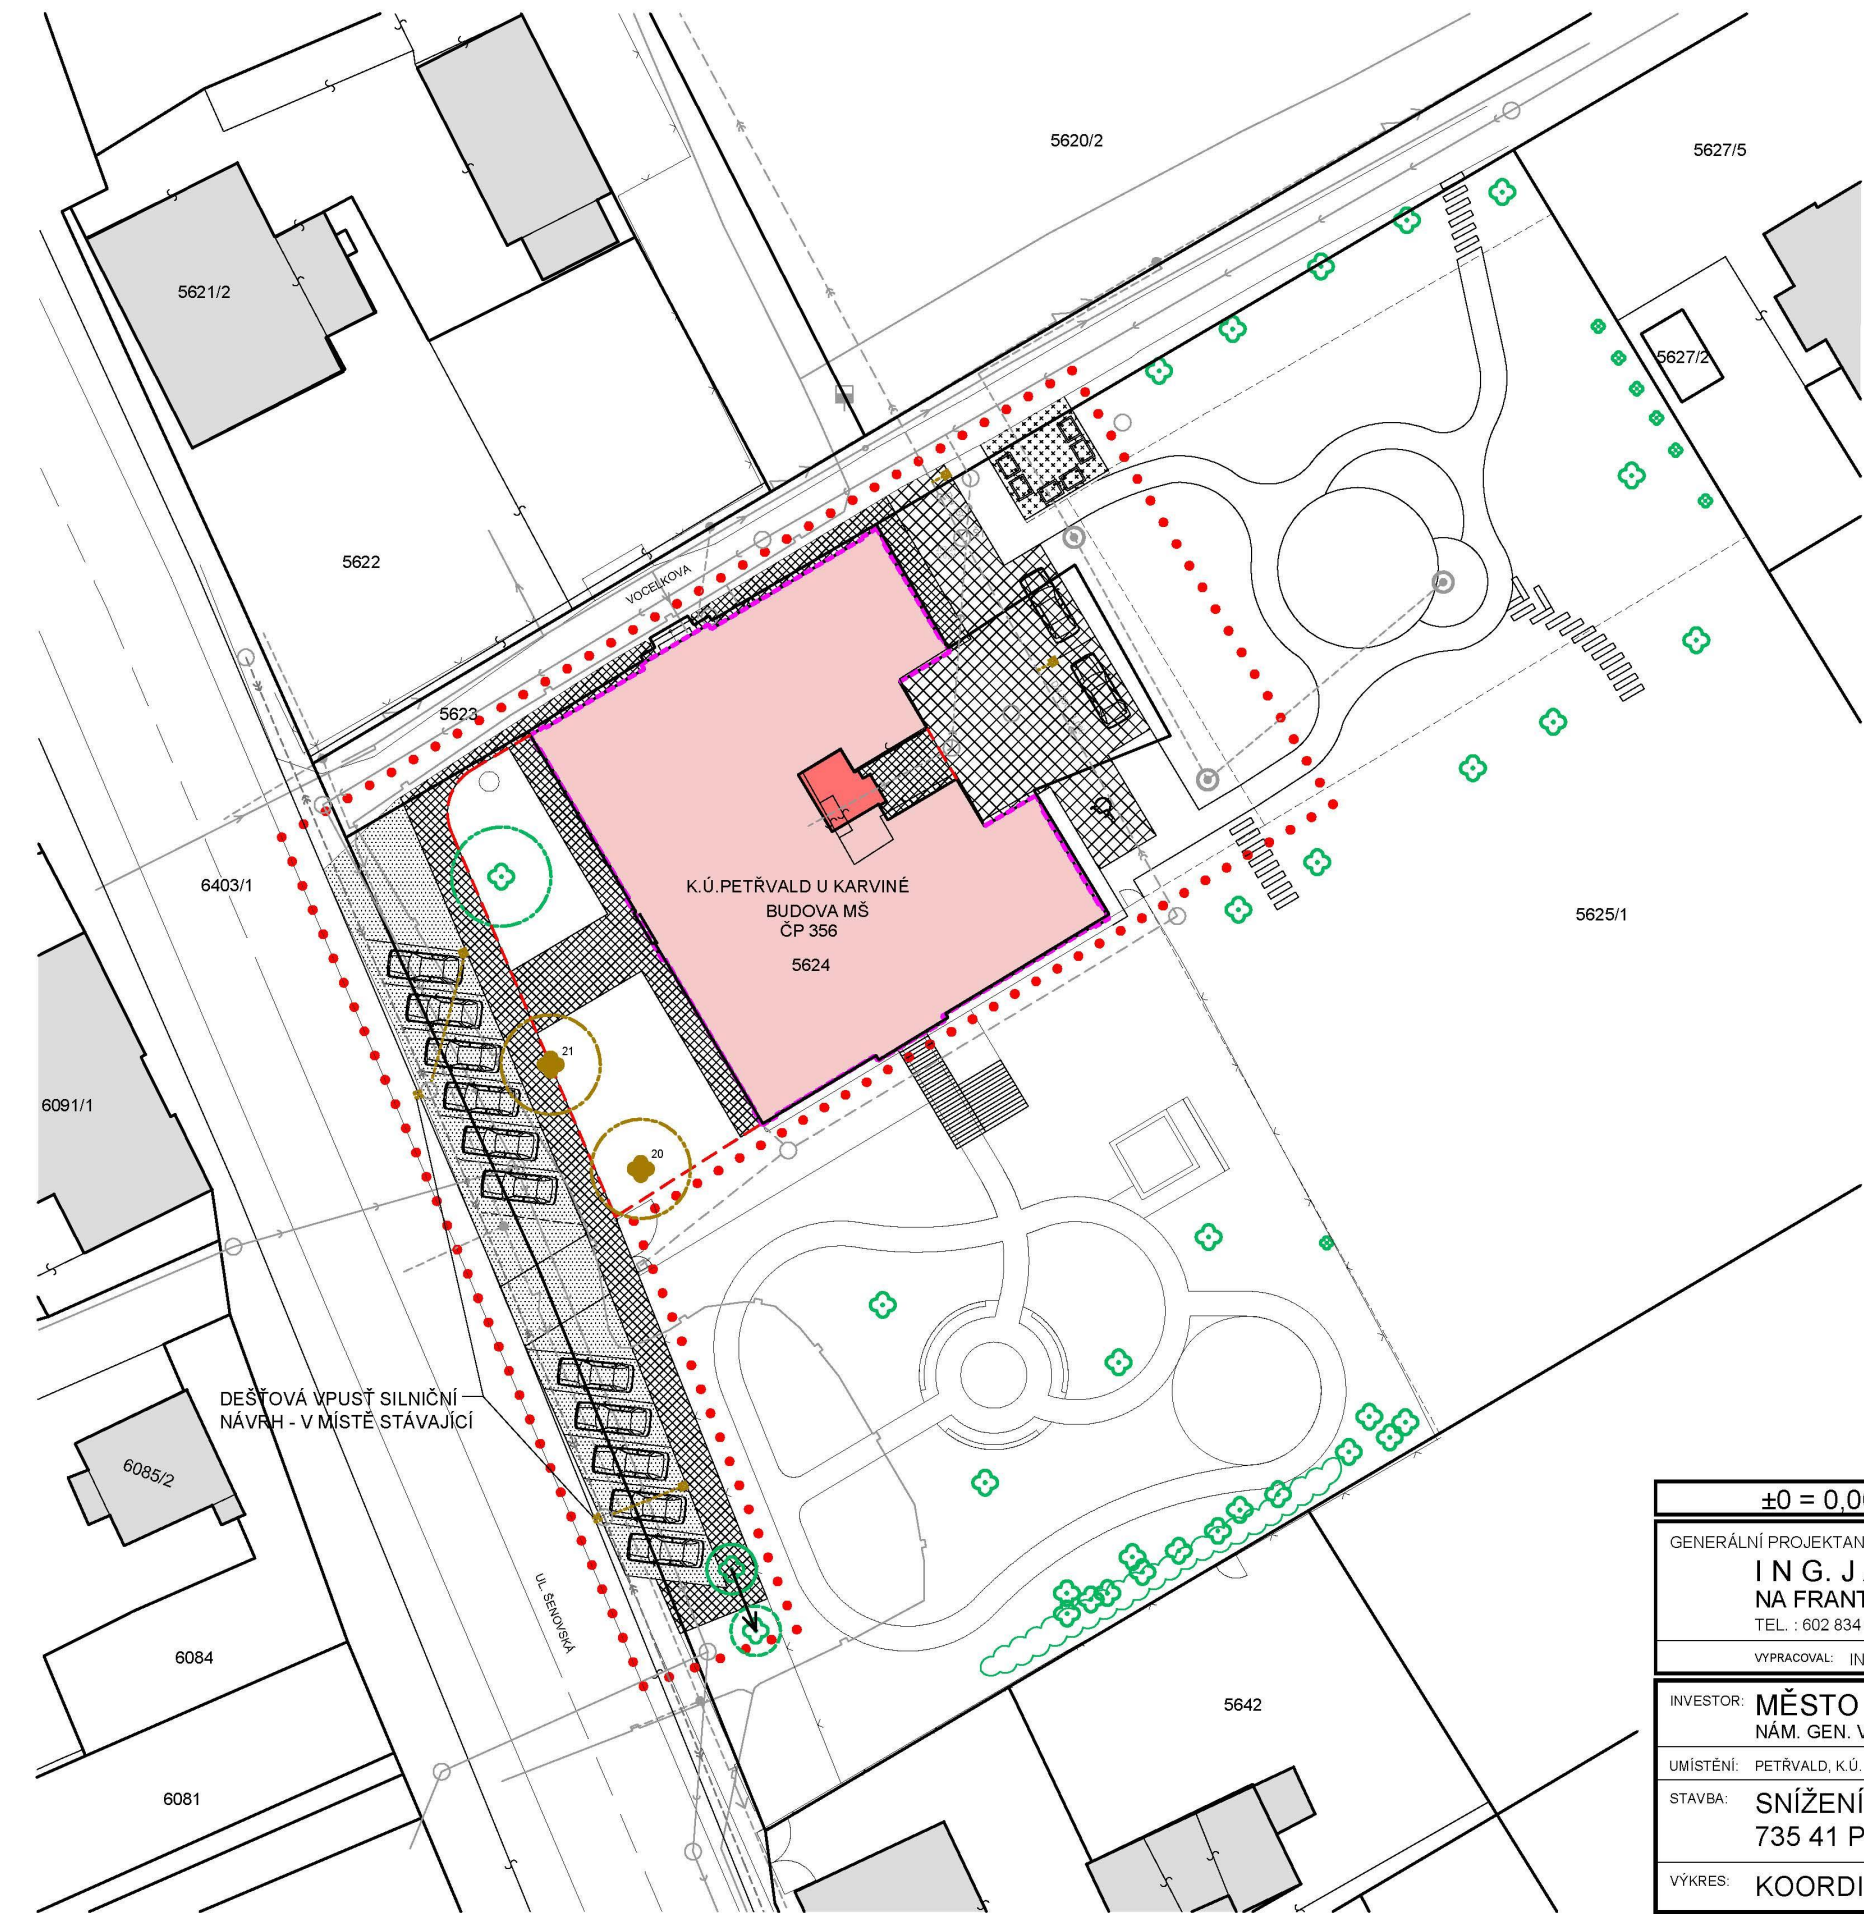 5620/2
5627/5
5621/2
5627/2
5622
VOCELKOVA
5623
6403/1
K.Ú.PETŘVALD U KARVINÉ
BUDOVA MŠ
ČP 356
5624
5625/1
21
6091/1
20
DEŠŤOVÁ VPUSŤ SILNIČNÍ
NÁVRH - V MÍSTĚ STÁVAJÍCÍ
6085/2
UL. ŠENOVSKÁ
6084
5642
6081
±0 = 0,0
GENERÁLNÍ PROJEKTAN
ING. J
NA FRANT
TEL. : 602 834
VYPRACOVAL: IN
INVESTOR: MĚSTO
NÁM. GEN. V
UMÍSTĚNÍ: PETŘVALD, K.Ú.
STAVBA: SNÍŽENÍ
735 41 P
VÝKRES: KOORDI